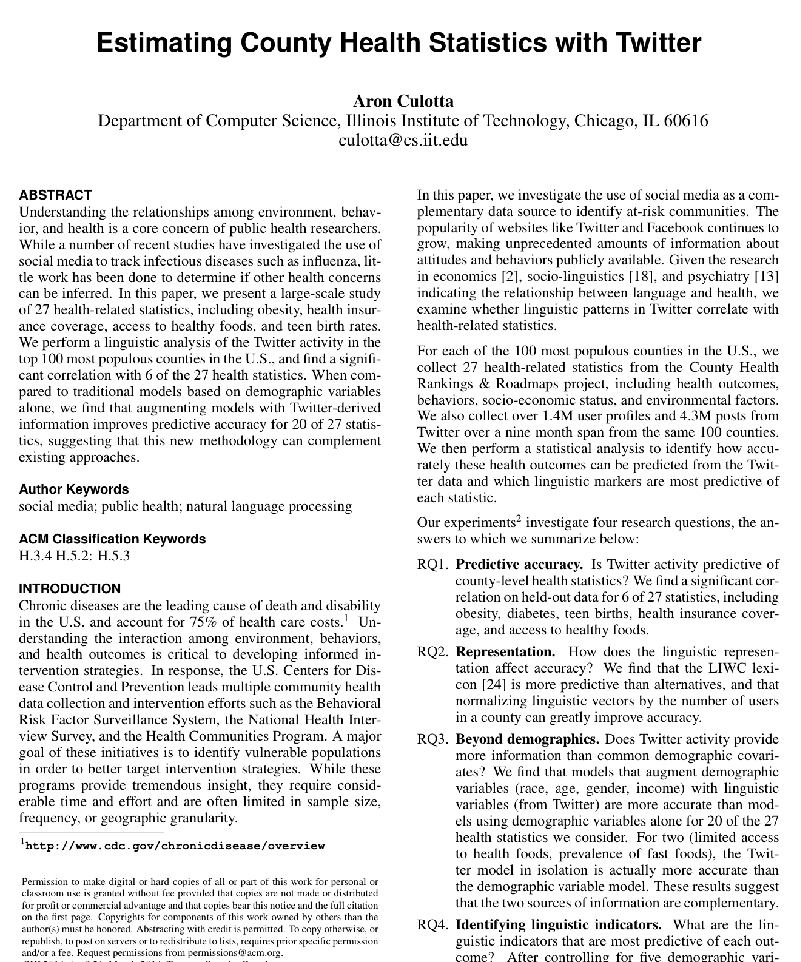 Estimating County Health Statistics with Twitter
Aron Culotta
Department of Computer Science, Illinois Institute of Technology, Chicago, IL 60616
culotta@cs.iit.edu
ABSTRACT
Understanding the relationships among environment, behav-
ior, and health is a core concern of public health researchers.
While a number of recent studies have investigated the use of
social media to track infectious diseases such as influenza, lit-
tle work has been done to determine if other health concerns
can be inferred. In this paper, we present a large-scale study
of 27 health-related statistics, including obesity, health insur-
ance coverage, access to healthy foods, and teen birth rates.
We perform a linguistic analysis of the Twitter activity in the
top 100 most populous counties in the U.S., and find a signifi-
cant correlation with 6 of the 27 health statistics. When com-
pared to traditional models based on demographic variables
alone, we find that augmenting models with Twitter-derived
information improves predictive accuracy for 20 of 27 statis-
tics, suggesting that this new methodology can complement
existing approaches.
Author Keywords
social media; public health; natural language processing
ACM Classification Keywords
H.3.4 H.5.2: H.5.3
INTRODUCTION
Chronic diseases are the leading cause of death and disability
in the U.S. and account for 75% of health care costs.1 Un-
derstanding the interaction among environment, behaviors,
and health outcomes is critical to developing informed in-
tervention strategies. In response, the U.S. Centers for Dis-
ease Control and Prevention leads multiple community health
data collection and intervention efforts such as the Behavioral
Risk Factor Surveillance System, the National Health Inter-
view Survey, and the Health Communities Program. A major
goal of these initiatives is to identify vulnerable populations
in order to better target intervention strategies. While these
programs provide tremendous insight, they require consid-
erable time and effort and are often limited in sample size,
frequency, or geographic granularity.
1http://www.cdc.gov/chronicdisease/overview
Permission to make digital or hard copies of all or part of this work for personal or
classroom use is granted without fee provided that copies are not made or distributed
for profit or commercial advantage and that copies bear this notice and the full citation
on the first page. Copyrights for components of this work owned by others than the
author(s) must be honored. Abstracting with credit is permitted. To copy otherwise, or
republish, to post on servers or to redistribute to lists, requires prior specific permission
and/or a fee. Request permissions from permissions@acm.org.
In this paper, we investigate the use of social media as a com-
plementary data source to identify at-risk communities. The
popularity of websites like Twitter and Facebook continues to
grow, making unprecedented amounts of information about
attitudes and behaviors publicly available. Given the research
in economics [2], socio-linguistics [18], and psychiatry [13]
indicating the relationship between language and health, we
examine whether linguistic patterns in Twitter correlate with
health-related statistics.
For each of the 100 most populous counties in the U.S., we
collect 27 health-related statistics from the County Health
Rankings & Roadmaps project, including health outcomes,
behaviors, socio-economic status, and environmental factors.
We also collect over 1.4M user profiles and 4.3M posts from
Twitter over a nine month span from the same 100 counties.
We then perform a statistical analysis to identify how accu-
rately these health outcomes can be predicted from the Twit-
ter data and which linguistic markers are most predictive of
each statistic.
Our experiments2 investigate four research questions, the an-
swers to which we summarize below:
RQ1. Predictive accuracy. Is Twitter activity predictive of
county-level health statistics? We find a significant cor-
relation on held-out data for 6 of 27 statistics, including
obesity, diabetes, teen births, health insurance cover-
age, and access to healthy foods.
RQ2. Representation. How does the linguistic represen-
tation affect accuracy? We find that the LIWC lexi-
con [24] is more predictive than alternatives, and that
normalizing linguistic vectors by the number of users
in a county can greatly improve accuracy.
RQ3. Beyond demographics. Does Twitter activity provide
more information than common demographic covari-
ates? We find that models that augment demographic
variables (race, age, gender, income) with linguistic
variables (from Twitter) are more accurate than mod-
els using demographic variables alone for 20 of the 27
health statistics we consider. For two (limited access
to health foods, prevalence of fast foods), the Twit-
ter model in isolation is actually more accurate than
the demographic variable model. These results suggest
that the two sources of information are complementary.
RQ4. Identifying linguistic indicators. What are the lin-
guistic indicators that are most predictive of each out-
come? After controlling for five demographic vari-